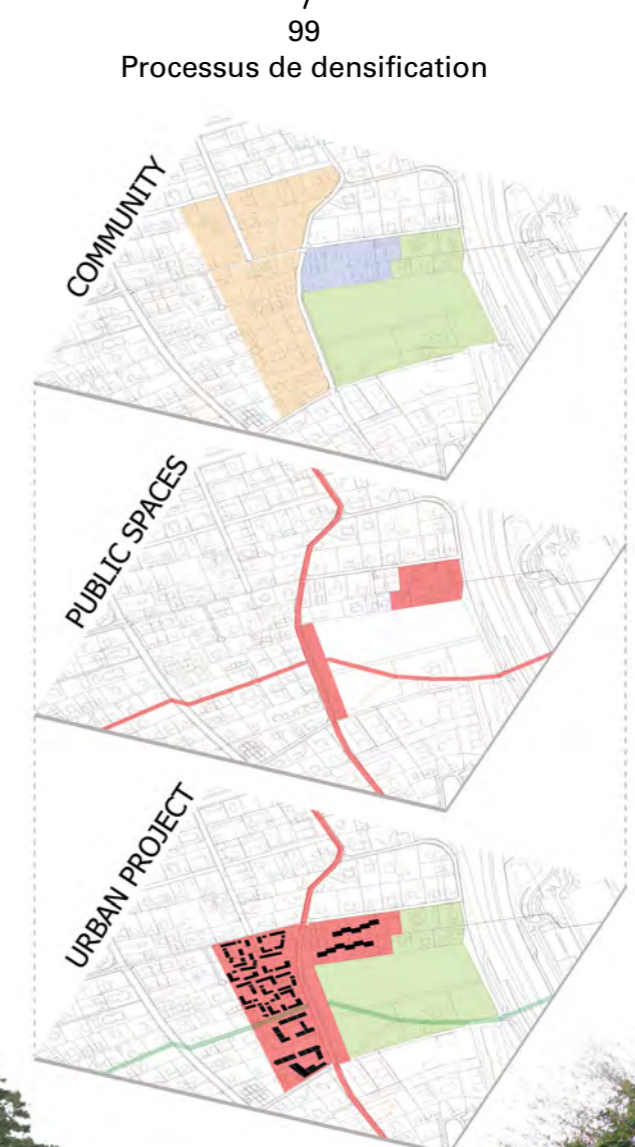 99
Processus de densification
COMMUNITY
PUBLIC SPACES
URBAN PROJECT